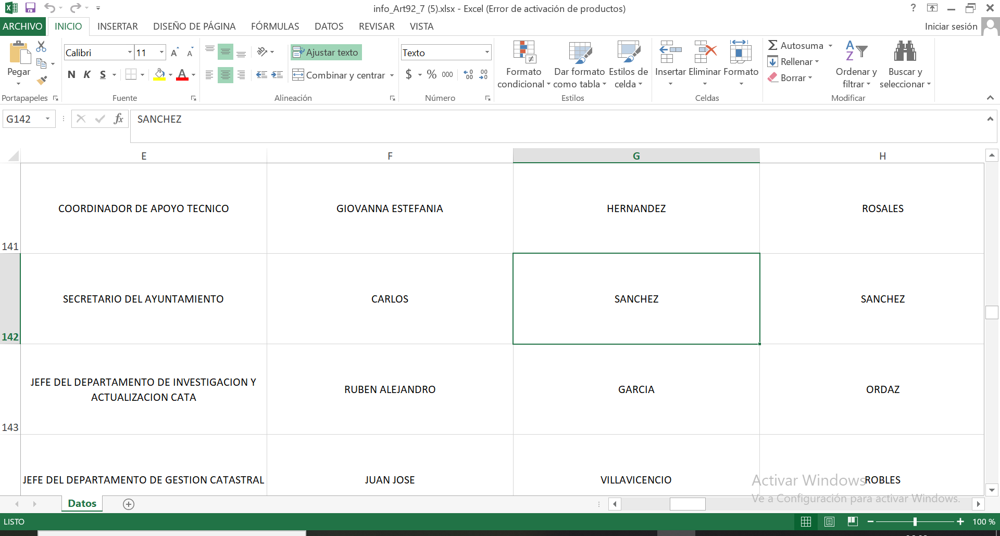 info_Art92_7 (5).xlsx - Excel (Error de activación de productos)
ARCHIVO INICIO INSERTAR DISEÑO DE PÁGINA FÓRMULAS DATOS REVISAR VISTA Iniciar sesión
Pegar
Portapapeles
Calibri 11
N K S
Fuente
Ajustar texto
Combinar y centrar
Alineación
Texto
$ % 000
Número
Formato condicional
Dar formato como tabla
Estilos de celda
Estilos
Insertar Eliminar Formato
Celdas
Autosuma
Rellenar
Borrar
Ordenar y filtrar
Buscar y seleccionar
Modificar
G142 fx SANCHEZ
E F G H
141 COORDINADOR DE APOYO TECNICO GIOVANNA ESTEFANIA HERNANDEZ ROSALES
142 SECRETARIO DEL AYUNTAMIENTO CARLOS SANCHEZ SANCHEZ
143 JEFE DEL DEPARTAMENTO DE INVESTIGACION Y
ACTUALIZACION CATA RUBEN ALEJANDRO GARCIA ORDAZ
JEFE DEL DEPARTAMENTO DE GESTION CATASTRAL JUAN JOSE VILLAVICENCIO ROBLES
Activar Windows
Ve a Configuración para activar Windows.
Datos
LISTO 100 %